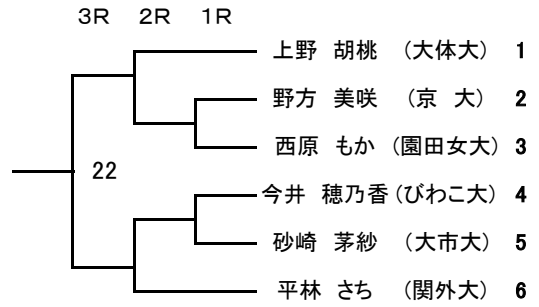 3R 2R 1R
上野 胡桃 (大体大) 1
野方 美咲 (京 大) 2
西原 もか (園田女大) 3
22
今井 穂乃香 (びわこ大) 4
砂崎 茅紗 (大市大) 5
平林 さち (関外大) 6